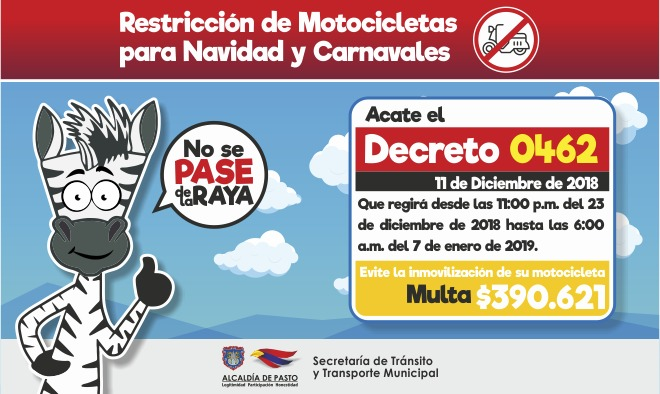 Restricción de Motocicletas
para Navidad y Carnavales
No se
PASE
de la RAYA
Acate el
Decreto 0462
11 de Diciembre de 2018
Que regirá desde las 11:00 p.m. del 23
de diciembre de 2018 hasta las 6:00
a.m. del 7 de enero de 2019.
Evite la inmovilización de su motocicleta
Multa $390.621
ALCALDÍA DE PASTO
Legitimidad Participación Honestidad
Secretaría de Tránsito
y Transporte Municipal